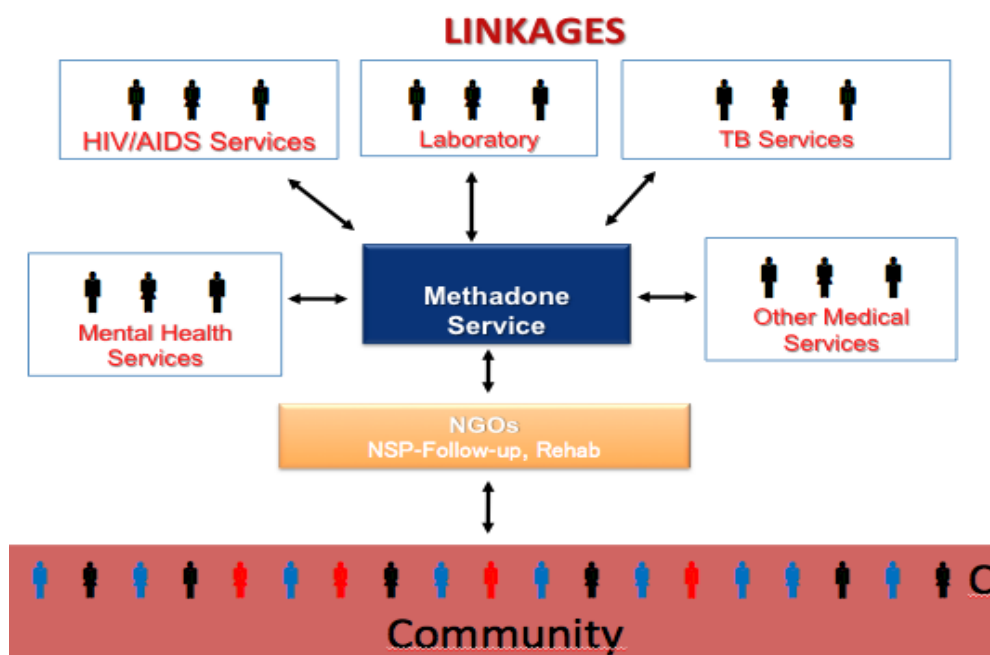 LINKAGES
HIV//AIDS Services
Laboratory
TB Services
Mental Health
Services
Methadone
Service
Other Medical
Services
NGOs
NSP-Follow-up, Rehab
C
Community